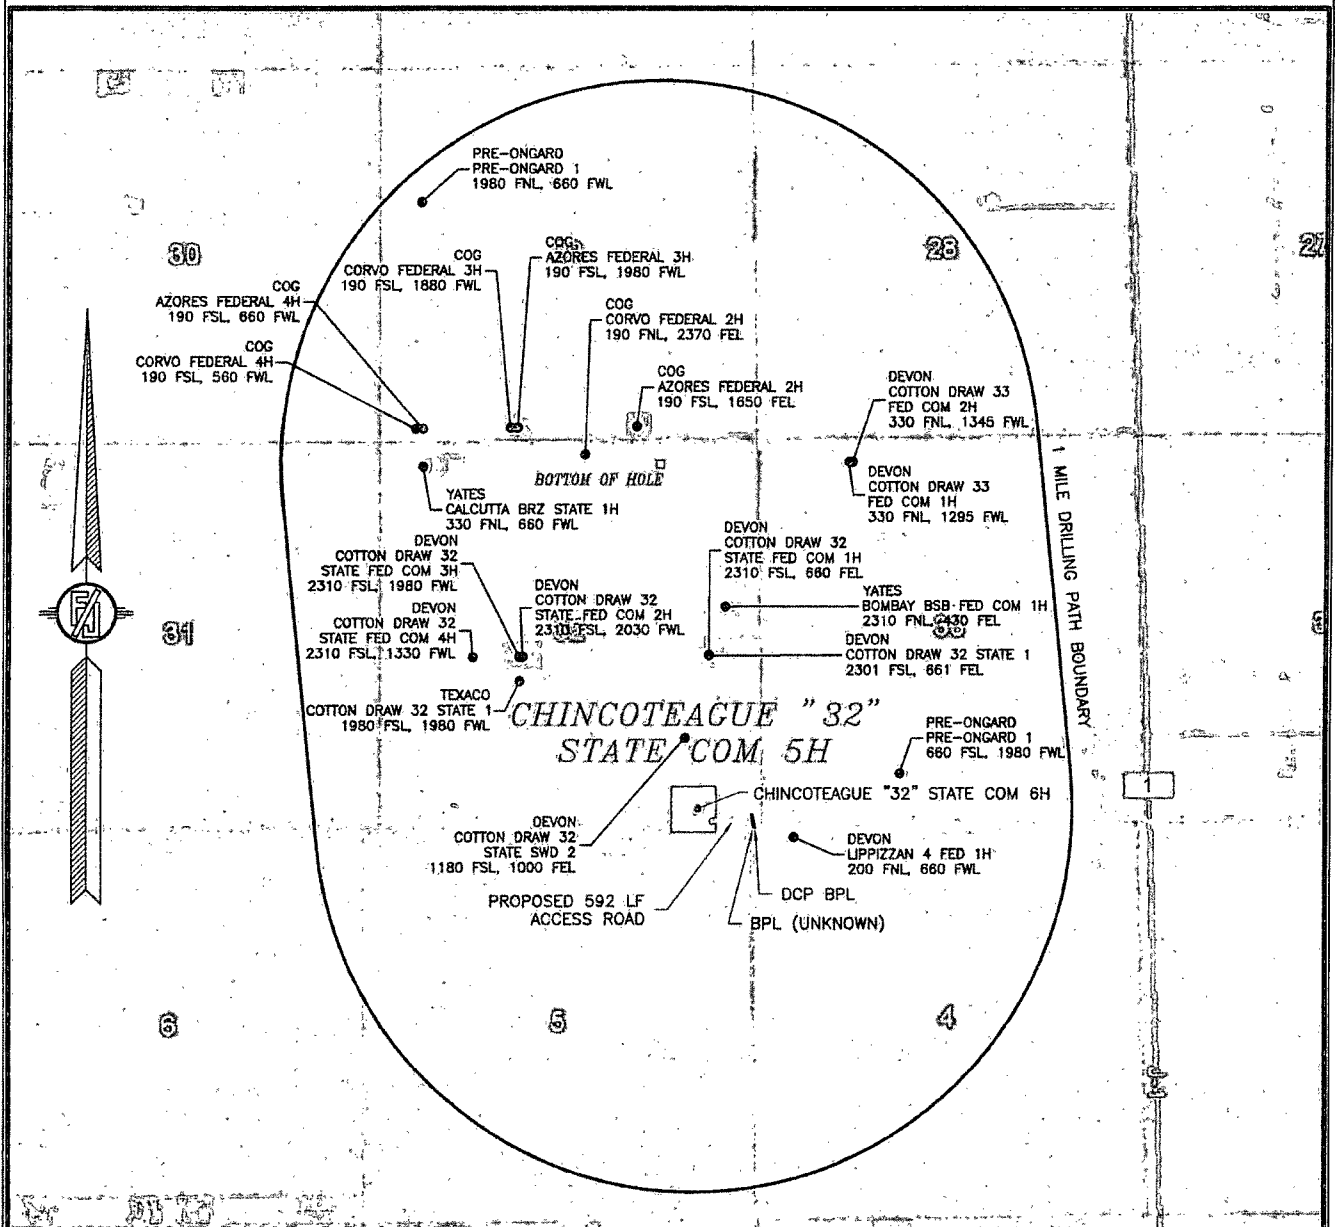 PRE-ONGARD
PRE-ONGARD 1
1980 FNL, 660 FWL
30
28
27
COG
CORVO FEDERAL 3H
190 FSL, 1880 FWL
COG
AZORES FEDERAL 3H
190 FSL, 1980 FWL
COG
AZORES FEDERAL 4H
190 FSL, 660 FWL
COG
CORVO FEDERAL 2H
190 FNL, 2370 FEL
COG
CORVO FEDERAL 4H
190 FSL, 560 FWL
COG
AZORES FEDERAL 2H
190 FSL, 1650 FEL
DEVON
COTTON DRAW 33
FED COM 2H
330 FNL, 1345 FWL
BOTTOM OF HOLE
DEVON
COTTON DRAW 33
FED COM 1H
330 FNL, 1295 FWL
1 MILE DRILLING PATH BOUNDARY
YATES
CALCUTTA BRZ STATE 1H
330 FNL, 660 FWL
DEVON
COTTON DRAW 32
STATE FED COM 3H
2310 FSL, 1980 FWL
DEVON
COTTON DRAW 32
STATE FED COM 1H
2310 FSL, 660 FEL
DEVON
COTTON DRAW 32
STATE FED COM 2H
2310 FSL, 2030 FWL
YATES
BOMBAY BSB FED COM 1H
2310 FNL, 430 FEL
DEVON
COTTON DRAW 32
STATE FED COM 4H
2310 FSL, 1330 FWL
31
DEVON
COTTON DRAW 32 STATE 1
2301 FSL, 661 FEL
TEXACO
COTTON DRAW 32 STATE 1
1980 FSL, 1980 FWL
CHINCOTEAGUE "32"
STATE COM 5H
PRE-ONGARD
PRE-ONGARD 1
660 FSL, 1980 FWL
1
CHINCOTEAGUE "32" STATE COM 6H
DEVON
COTTON DRAW 32
STATE SWD 2
1180 FSL, 1000 FEL
DEVON
LIPPIZZAN 4 FED 1H
200 FNL, 660 FWL
PROPOSED 592 LF
ACCESS ROAD
DCP BPL
BPL (UNKNOWN)
6
5
4